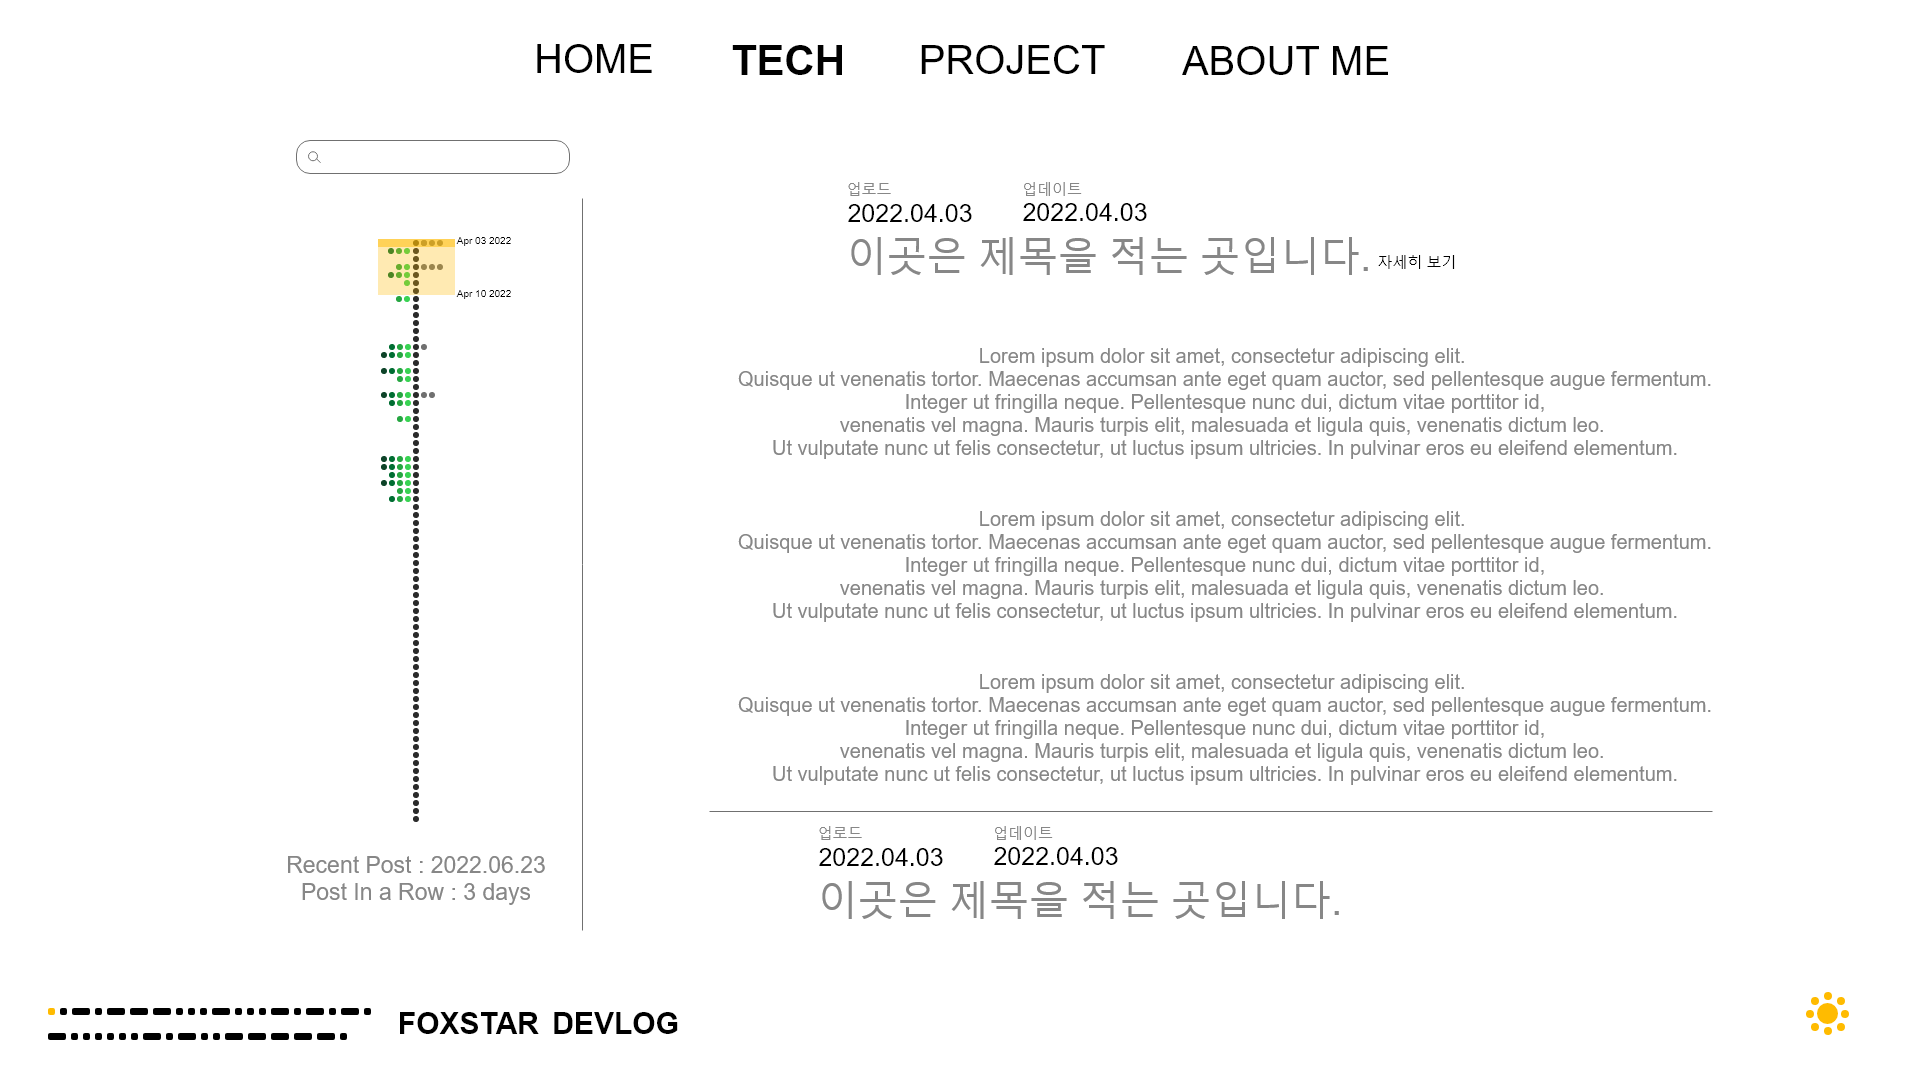 HOME TECH PROJECT ABOUT ME
Apr 03 2022
Apr 10 2022
Recent Post : 2022.06.23
Post In a Row : 3 days
업로드 업데이트
2022.04.03 2022.04.03
이곳은 제목을 적는 곳입니다. 자세히 보기
Lorem ipsum dolor sit amet, consectetur adipiscing elit.
Quisque ut venenatis tortor. Maecenas accumsan ante eget quam auctor, sed pellentesque augue fermentum.
Integer ut fringilla neque. Pellentesque nunc dui, dictum vitae porttitor id,
venenatis vel magna. Mauris turpis elit, malesuada et ligula quis, venenatis dictum leo.
Ut vulputate nunc ut felis consectetur, ut luctus ipsum ultricies. In pulvinar eros eu eleifend elementum.
Lorem ipsum dolor sit amet, consectetur adipiscing elit.
Quisque ut venenatis tortor. Maecenas accumsan ante eget quam auctor, sed pellentesque augue fermentum.
Integer ut fringilla neque. Pellentesque nunc dui, dictum vitae porttitor id,
venenatis vel magna. Mauris turpis elit, malesuada et ligula quis, venenatis dictum leo.
Ut vulputate nunc ut felis consectetur, ut luctus ipsum ultricies. In pulvinar eros eu eleifend elementum.
Lorem ipsum dolor sit amet, consectetur adipiscing elit.
Quisque ut venenatis tortor. Maecenas accumsan ante eget quam auctor, sed pellentesque augue fermentum.
Integer ut fringilla neque. Pellentesque nunc dui, dictum vitae porttitor id,
venenatis vel magna. Mauris turpis elit, malesuada et ligula quis, venenatis dictum leo.
Ut vulputate nunc ut felis consectetur, ut luctus ipsum ultricies. In pulvinar eros eu eleifend elementum.
업로드 업데이트
2022.04.03 2022.04.03
이곳은 제목을 적는 곳입니다.
FOXSTAR DEVLOG